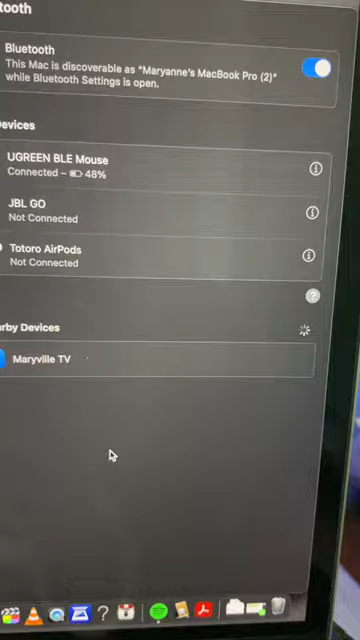 tooth
Bluetooth
This Mac is discoverable as "Maryanne's MacBook Pro (2)"
while Bluetooth Settings is open.
evices
UGREEN BLE Mouse
Connected – 48%
JBL GO
Not Connected
Totoro AirPods
Not Connected
?
arby Devices
Maryville TV
?